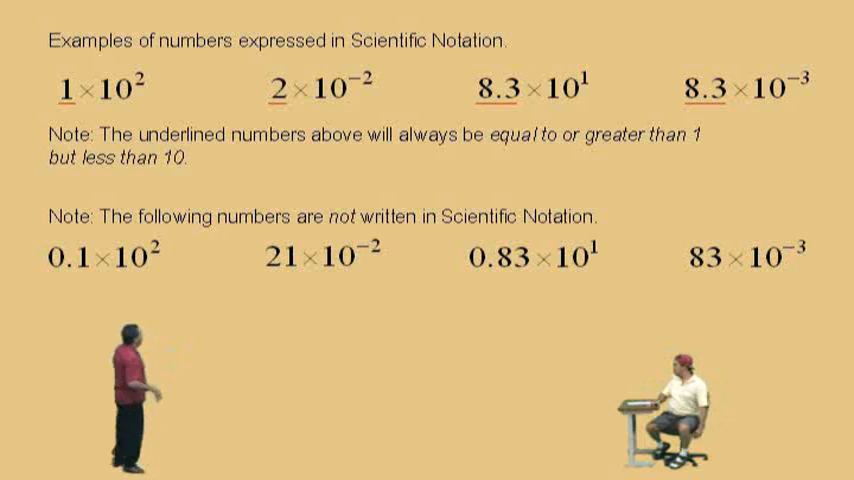 Examples of numbers expressed in Scientific Notation.
1×10² 2×10⁻² 8.3×10¹ 8.3×10⁻³
Note: The underlined numbers above will always be equal to or greater than 1
but less than 10.
Note: The following numbers are not written in Scientific Notation.
0.1×10² 21×10⁻² 0.83×10¹ 83×10⁻³